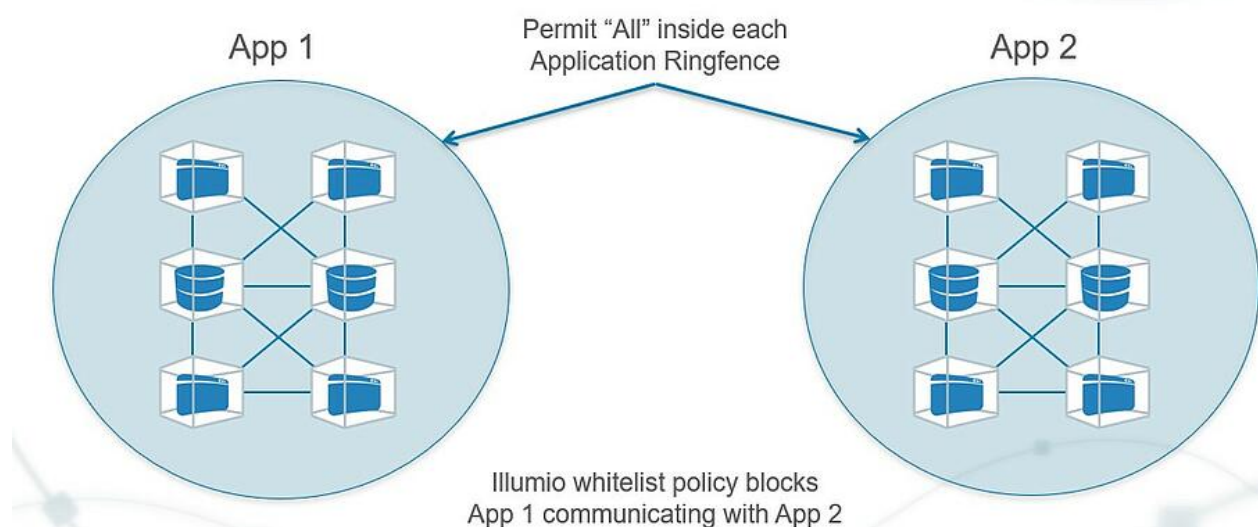 App 1
Permit “All” inside each
Application Ringfence
App 2
Illumio whitelist policy blocks
App 1 communicating with App 2